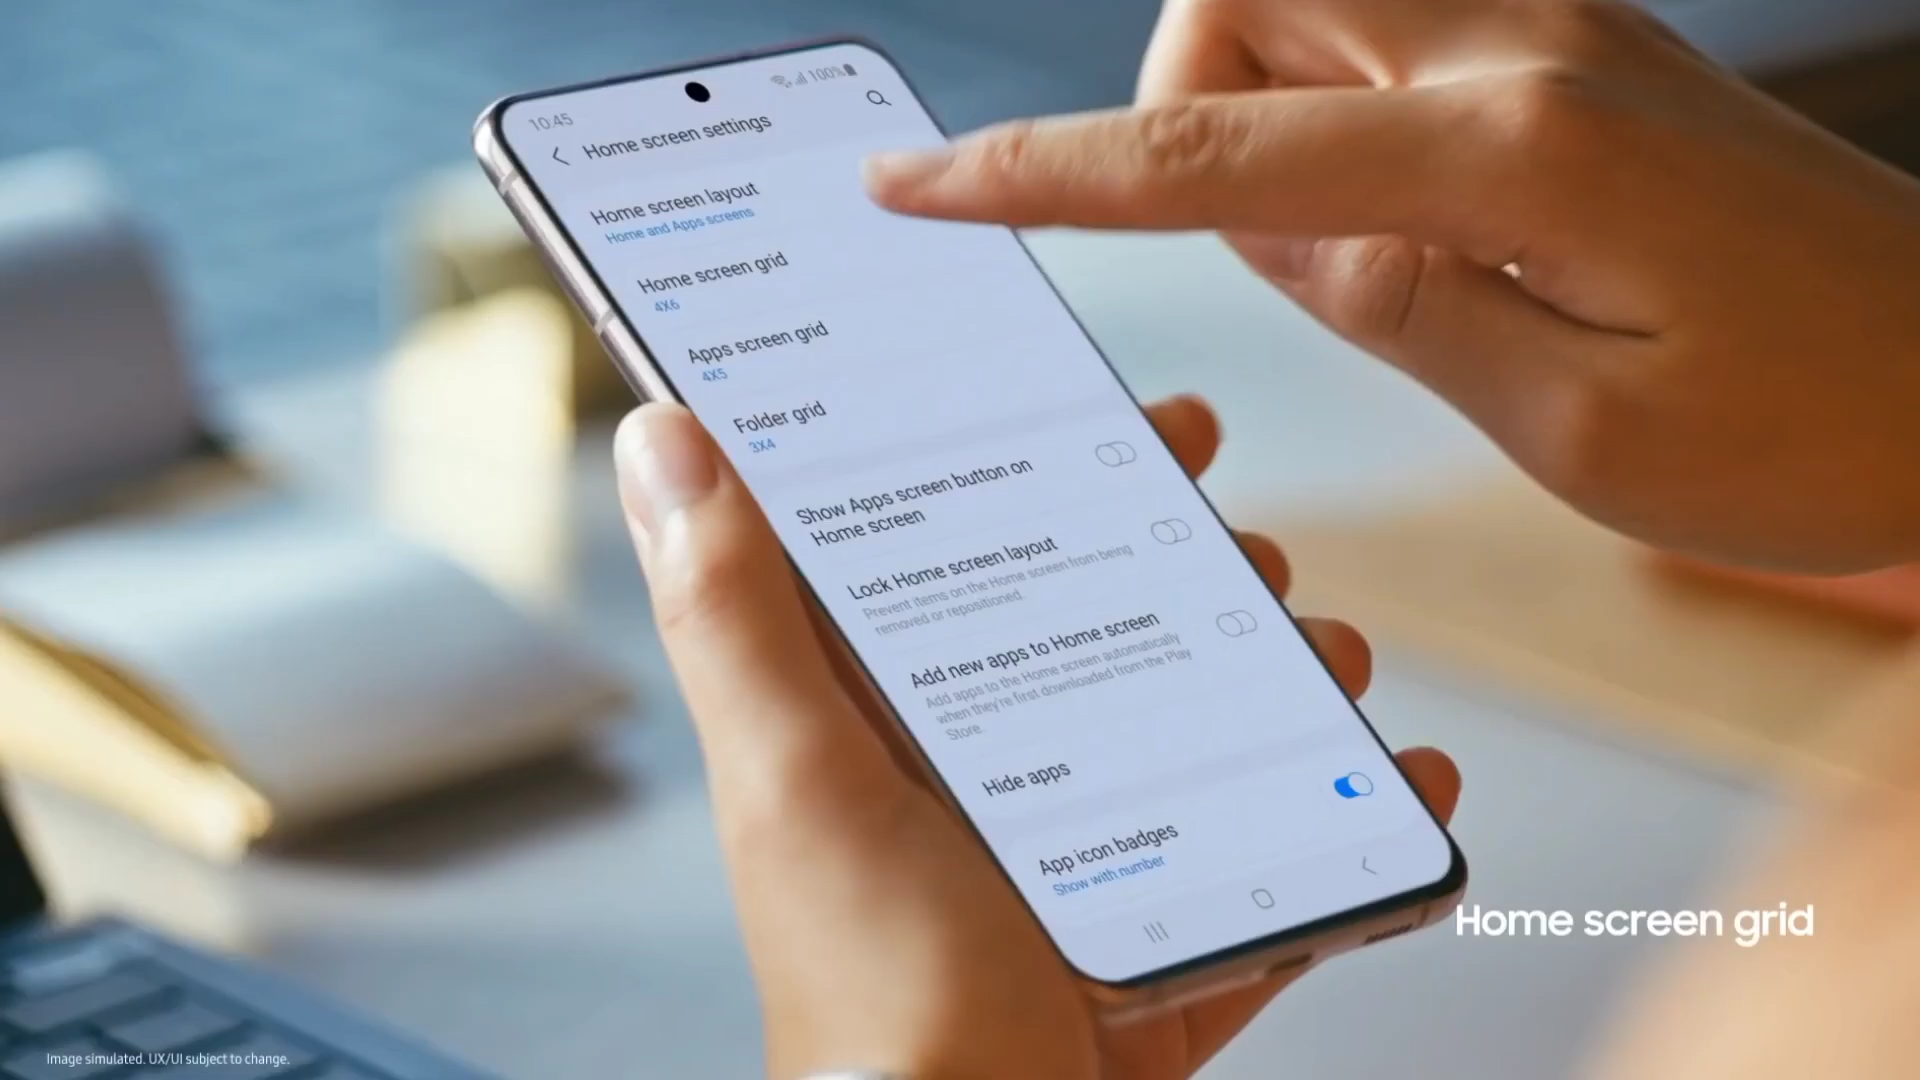 10:45
100%
Home screen settings
Home screen layout
Home and Apps screens
Home screen grid
4X6
Apps screen grid
4X5
Folder grid
3X4
Show Apps screen button on
Home screen
Lock Home screen layout
Prevent items on the Home screen from being
removed or repositioned.
Add new apps to Home screen
Add apps to the Home screen automatically
when they're first downloaded from the Play
Store.
Hide apps
App icon badges
Show with number
Home screen grid
Image simulated. UX/UI subject to change.